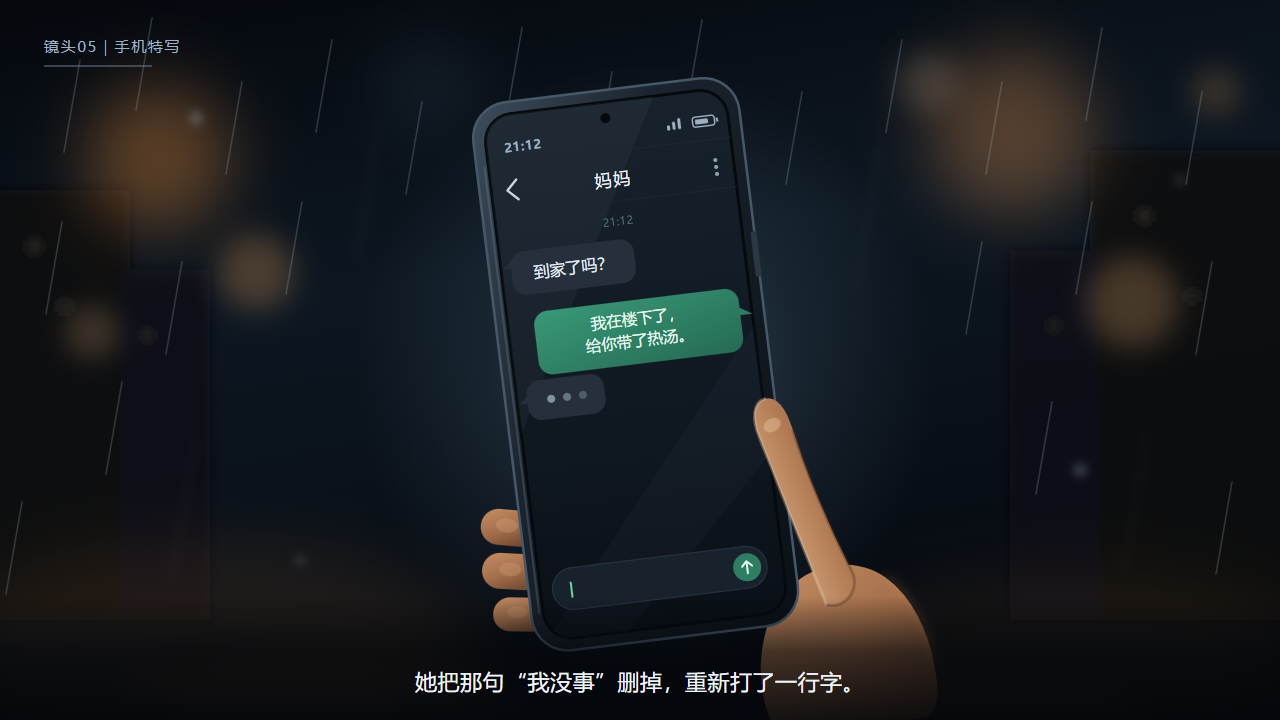 镜头05 | 手机特写
21:12
妈妈
21:12
到家了吗?
我在楼下了，
给你带了热汤。
她把那句“我没事”删掉，重新打了一行字。